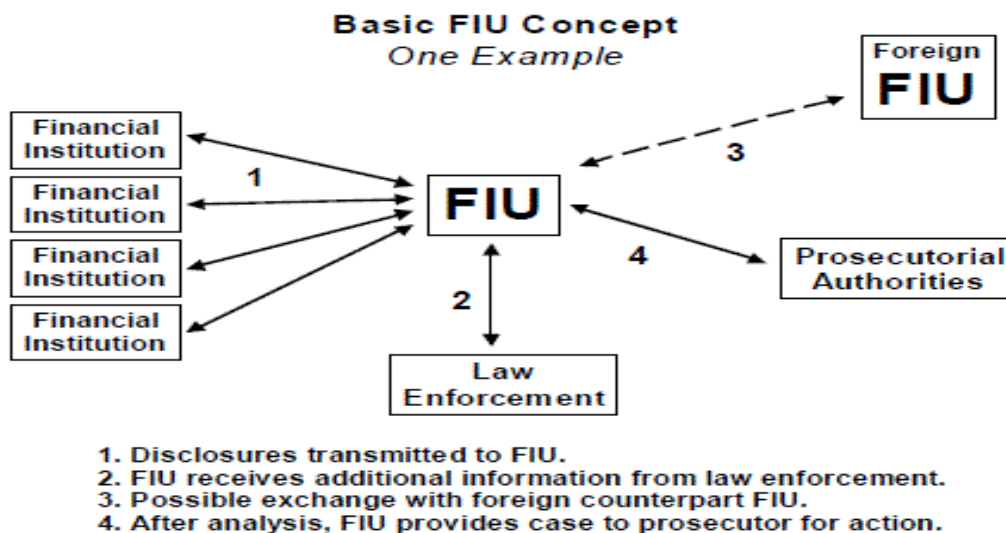 Basic FIU Concept
One Example
Foreign
FIU
Financial
Institution
Financial
Institution
Financial
Institution
Financial
Institution
1
FIU
3
4
Prosecutorial
Authorities
2
Law
Enforcement
1. Disclosures transmitted to FIU.
2. FIU receives additional information from law enforcement.
3. Possible exchange with foreign counterpart FIU.
4. After analysis, FIU provides case to prosecutor for action.